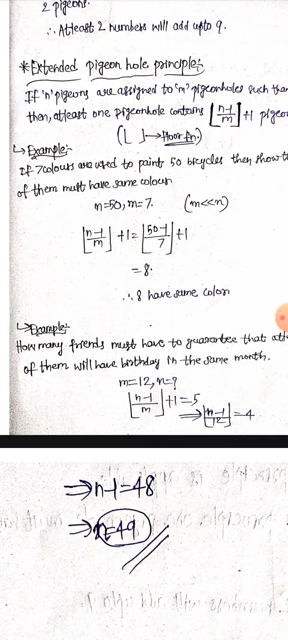 2 pigeons.
∴ Atleast 2 numbers will add upto 9.
*Extended pigeon hole principle:-
If 'n' pigeons are assigned to 'm' pigeonholes such tha
then, atleast one pigeonhole contains ⌊n-1/m⌋+1 pigeo
(⌊ ⌋→floor fn)
↳Example:-
If 7 colours are used to paint 50 bicycles then show t
of them must have same colour
n=50, m=7. (m<<n)
⌊n-1/m⌋+1=⌊50-1/7⌋+1
=8.
∴ 8 have same color
↳Example:-
How many friends must have to guarantee that atl
of them will have birthday in the same month.
m=12, n=?
⌊n-1/m⌋+1=5
⇒⌊n-1/12⌋=4
⇒n-1=48
⇒n=49